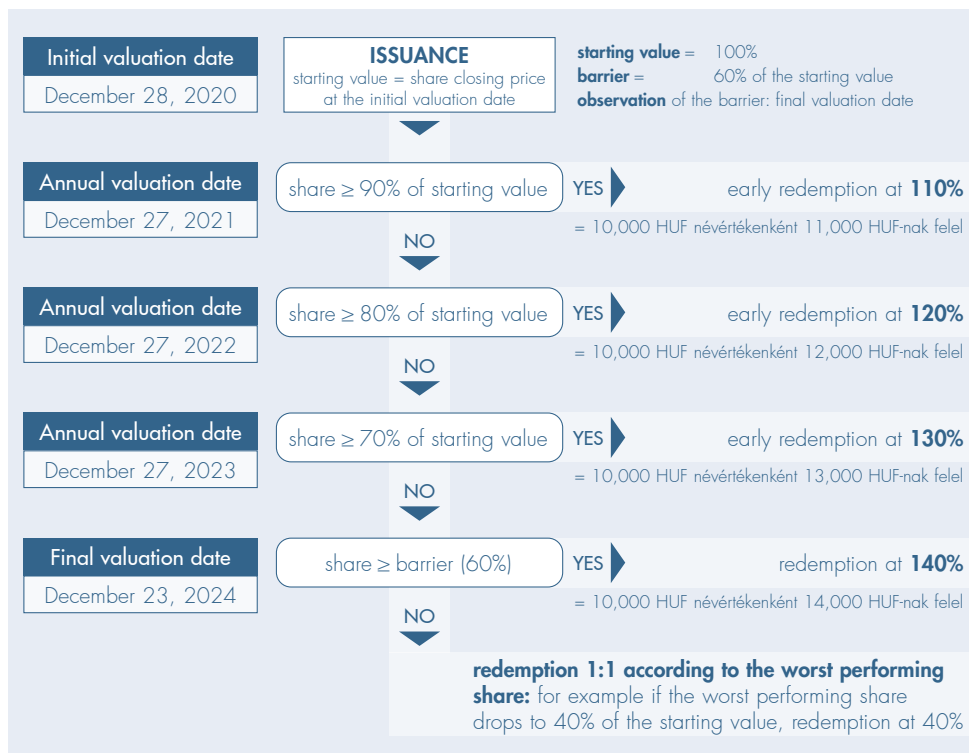 Initial valuation date
December 28, 2020
ISSUANCE
starting value = share closing price
at the initial valuation date
starting value = 100%
barrier = 60% of the starting value
observation of the barrier: final valuation date
Annual valuation date
December 27, 2021
share ≥ 90% of starting value
YES
early redemption at 110%
= 10,000 HUF névértékenként 11,000 HUF-nak felel
NO
Annual valuation date
December 27, 2022
share ≥ 80% of starting value
YES
early redemption at 120%
= 10,000 HUF névértékenként 12,000 HUF-nak felel
NO
Annual valuation date
December 27, 2023
share ≥ 70% of starting value
YES
early redemption at 130%
= 10,000 HUF névértékenként 13,000 HUF-nak felel
NO
Final valuation date
December 23, 2024
share ≥ barrier (60%)
YES
redemption at 140%
= 10,000 HUF névértékenként 14,000 HUF-nak felel
NO
redemption 1:1 according to the worst performing
share: for example if the worst performing share
drops to 40% of the starting value, redemption at 40%